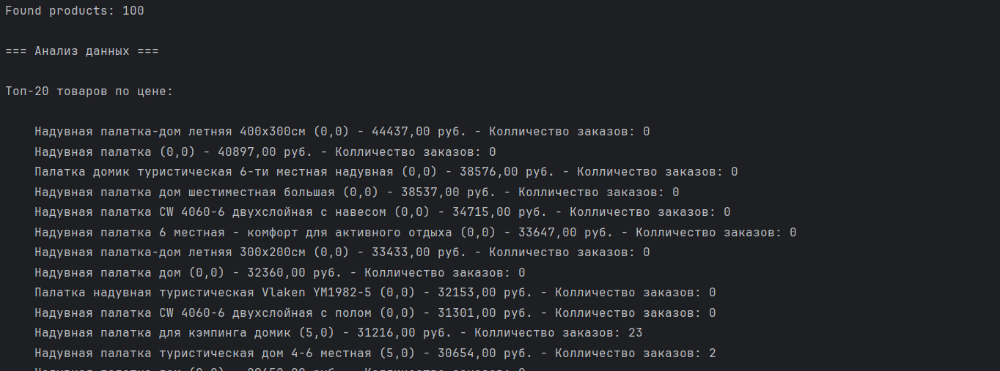 Found products: 100
=== Анализ данных ===
Топ-20 товаров по цене:
Надувная палатка-дом летняя 400х300см (0,0) - 44437,00 руб. - Колличество заказов: 0
Надувная палатка (0,0) - 40897,00 руб. - Колличество заказов: 0
Палатка домик туристическая 6-ти местная надувная (0,0) - 38576,00 руб. - Колличество заказов: 0
Надувная палатка дом шестиместная большая (0,0) - 38537,00 руб. - Колличество заказов: 0
Надувная палатка CW 4060-6 двухслойная с навесом (0,0) - 34715,00 руб. - Колличество заказов: 0
Надувная палатка 6 местная - комфорт для активного отдыха (0,0) - 33647,00 руб. - Колличество заказов: 0
Надувная палатка-дом летняя 300х200см (0,0) - 33433,00 руб. - Колличество заказов: 0
Надувная палатка дом (0,0) - 32360,00 руб. - Колличество заказов: 0
Палатка надувная туристическая Vlaken YM1982-5 (0,0) - 32153,00 руб. - Колличество заказов: 0
Надувная палатка CW 4060-6 двухслойная с полом (0,0) - 31301,00 руб. - Колличество заказов: 0
Надувная палатка для кэмпинга домик (5,0) - 31216,00 руб. - Колличество заказов: 23
Надувная палатка туристическая дом 4-6 местная (5,0) - 30654,00 руб. - Колличество заказов: 2